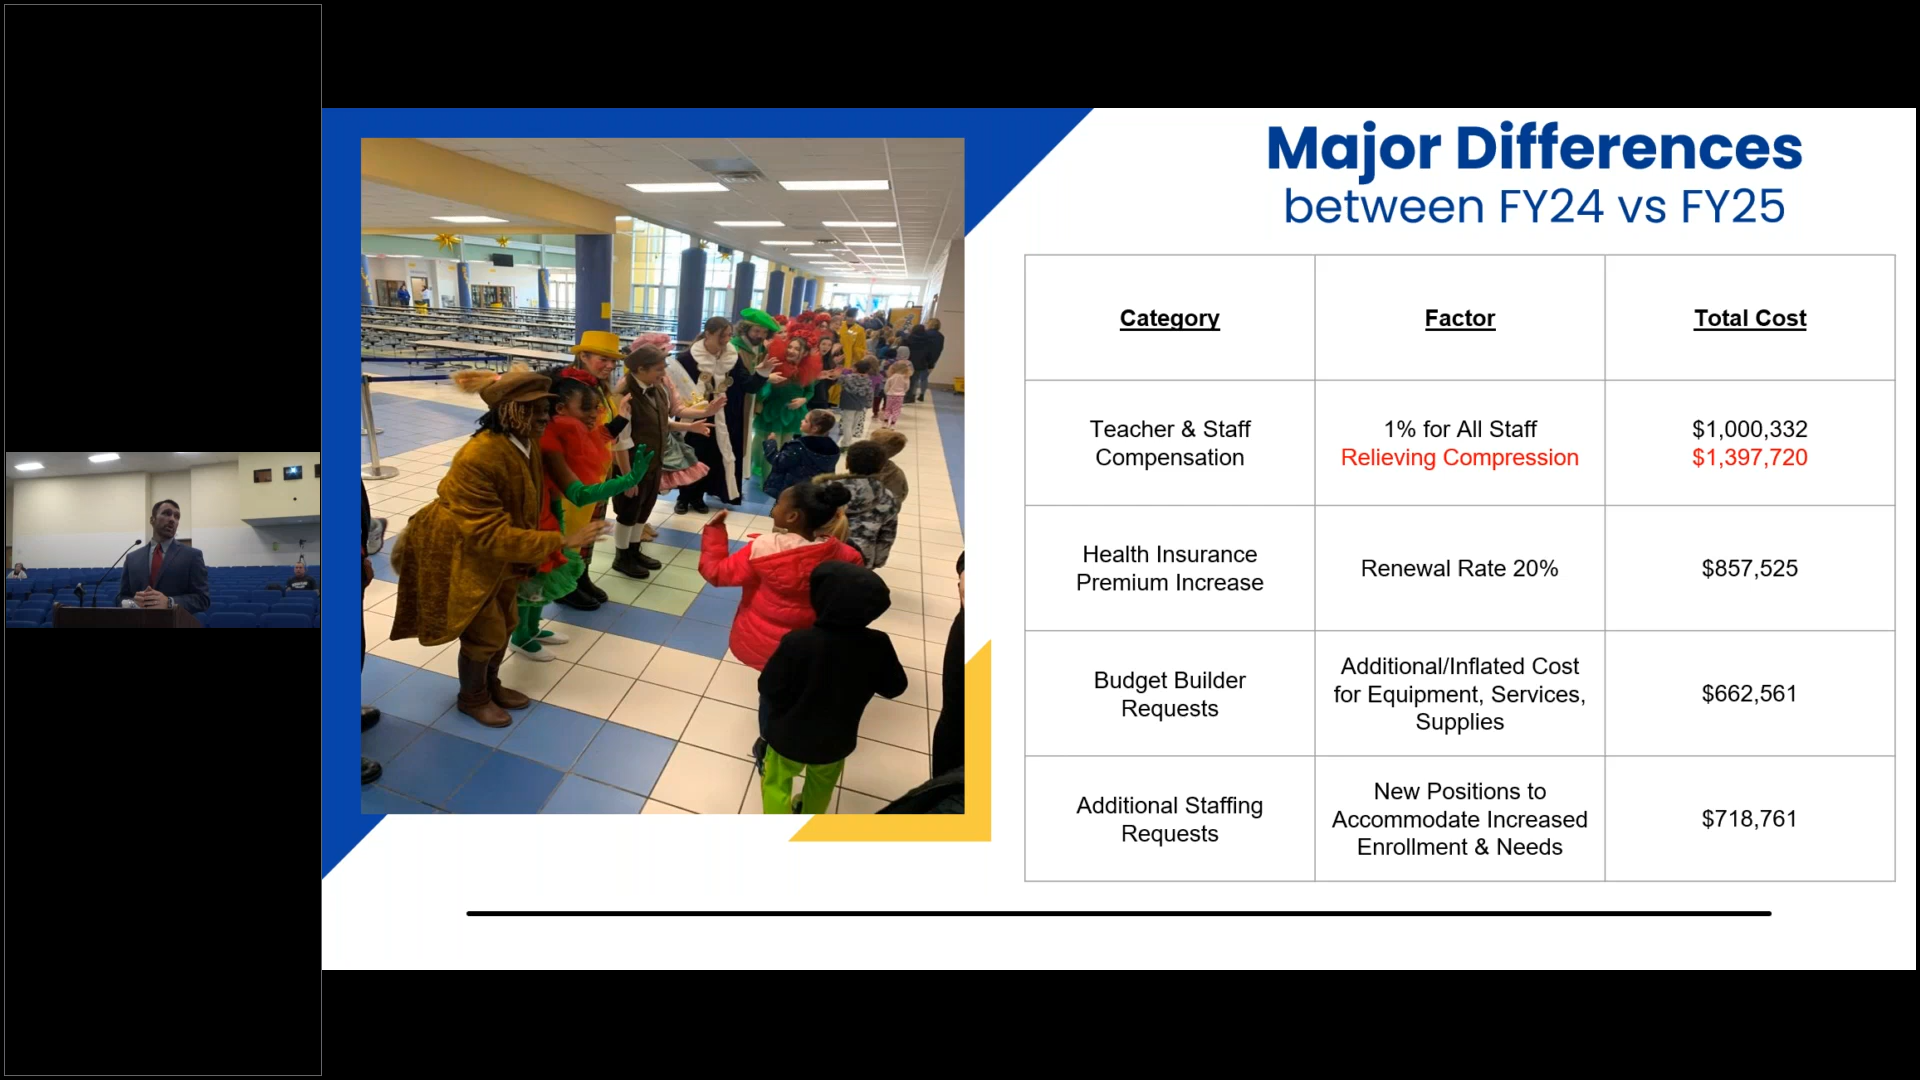 Major Differences
between FY24 vs FY25
Category
Factor
Total Cost
Teacher & Staff
Compensation
1% for All Staff
Relieving Compression
$1,000,332
$1,397,720
Health Insurance
Premium Increase
Renewal Rate 20%
$857,525
Budget Builder
Requests
Additional/Inflated Cost
for Equipment, Services,
Supplies
$662,561
Additional Staffing
Requests
New Positions to
Accommodate Increased
Enrollment & Needs
$718,761